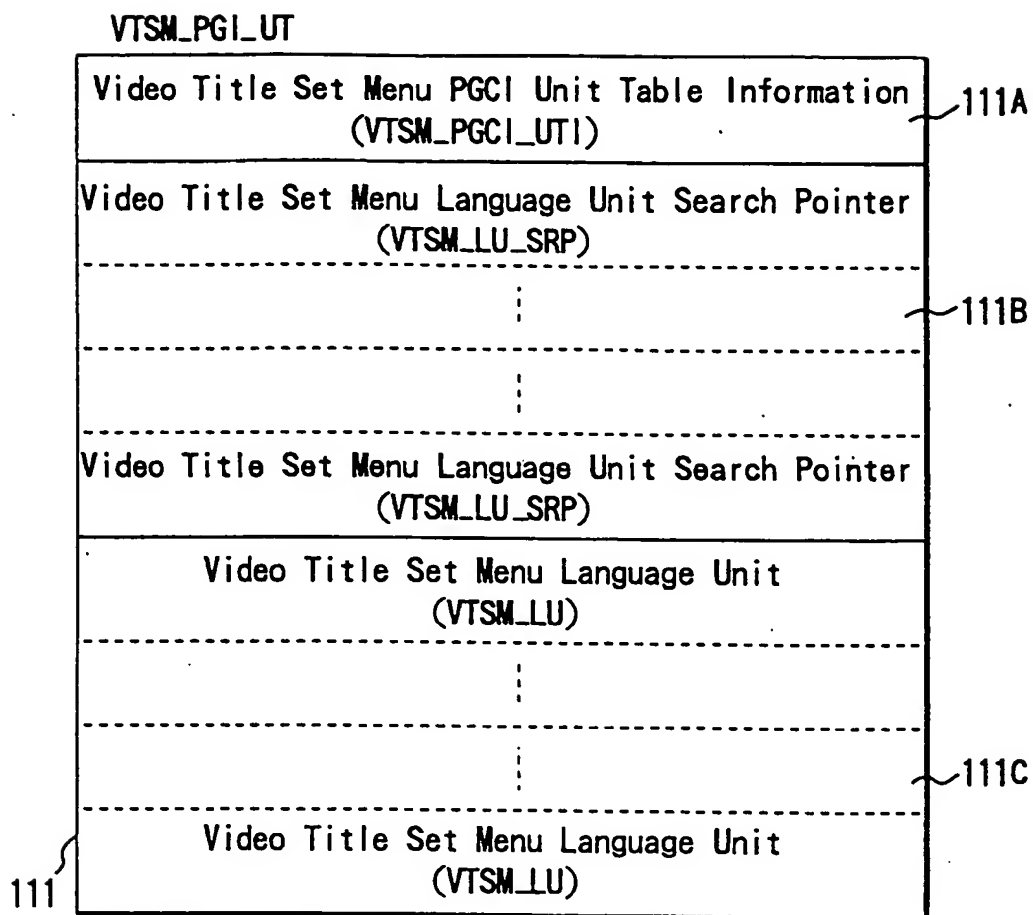 VTSM_PGI_UT
Video Title Set Menu PGCI Unit Table Information
(VTSM_PGCI_UTI)
111A
Video Title Set Menu Language Unit Search Pointer
(VTSM_LU_SRP)
111B
Video Title Set Menu Language Unit Search Pointer
(VTSM_LU_SRP)
Video Title Set Menu Language Unit
(VTSM_LU)
111C
Video Title Set Menu Language Unit
(VTSM_LU)
111